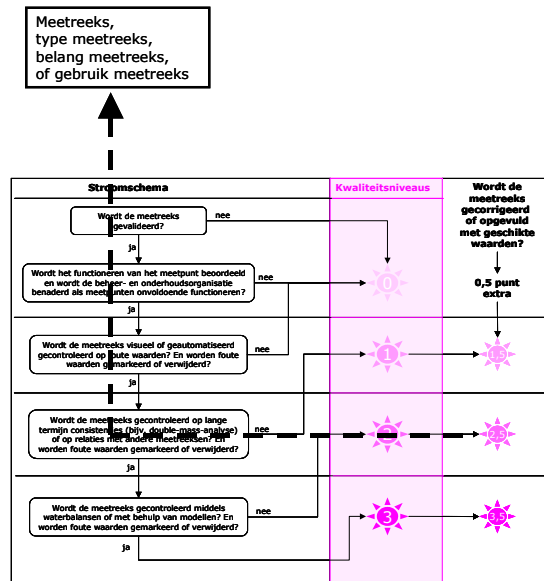 Meetreeks,
type meetreeks,
belang meetreeks,
of gebruik meetreeks
Stroomschema
Kwaliteitsniveaus
Wordt de
meetreeks
gecorrigeerd
of opgevuld
met geschikte
waarden?
Wordt de meetreeks
gevalideerd?
nee
ja
Wordt het functioneren van het meetpunt beoordeeld
en wordt de beheer- en onderhoudsorganisatie
benaderd als meetpunten onvoldoende functioneren?
nee
0
0,5 punt
extra
ja
Wordt de meetreeks visueel of geautomatiseerd
gecontroleerd op foute waarden? En worden foute
waarden gemarkeerd of verwijderd?
nee
1
1,5
ja
Wordt de meetreeks gecontroleerd op lange
termijn consistenties (bijv. double-mass-analyse)
of op relaties met andere meetreeksen? En
worden foute waarden gemarkeerd of verwijderd?
nee
2
2,5
ja
Wordt de meetreeks gecontroleerd middels
waterbalansen of met behulp van modellen? En
worden foute waarden gemarkeerd of verwijderd?
nee
3
3,5
ja